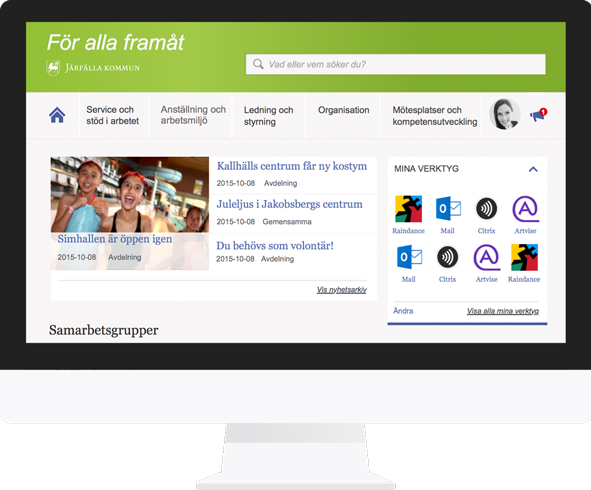 För alla framåt
JÄRFÄLLA KOMMUN
Vad eller vem söker du?
Service och
stöd i arbetet
Anställning och
arbetsmiljö
Ledning och
styrning
Organisation
Mötesplatser och
kompetensutveckling
1
Simhallen är öppen igen
2015-10-08 Avdelning
Kallhälls centrum får ny kostym
2015-10-08 Avdelning
Juleljus i Jakobsbergs centrum
2015-10-08 Gemensamma
Du behövs som volontär!
2015-10-08 Avdelning
Vis nyhetsarkiv
MINA VERKTYG
Raindance Mail Citrix Artvise
Mail Citrix Artvise Raindance
Ändra
Visa alla mina verktyg
Samarbetsgrupper